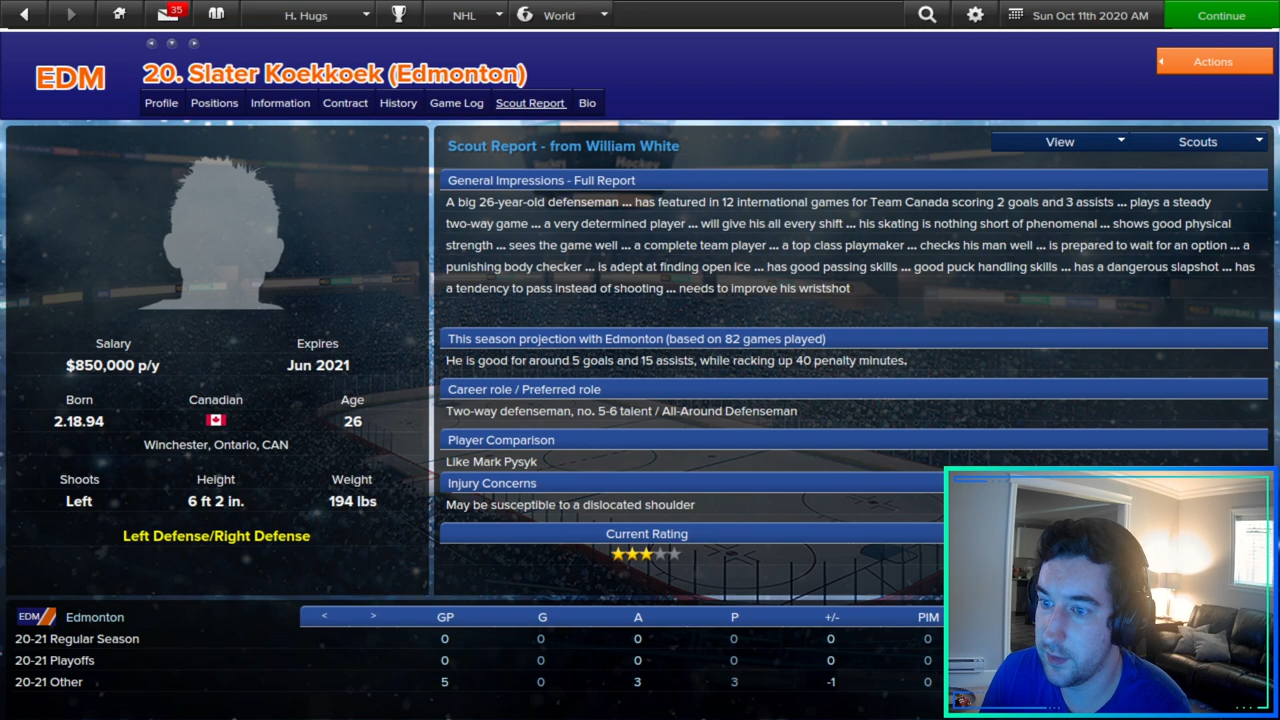 35
H. Hugs
NHL
World
Sun Oct 11th 2020 AM
Continue
EDM
20. Slater Koekkoek (Edmonton)
Actions
Profile Positions Information Contract History Game Log Scout Report Bio
Scout Report - from William White
View
Scouts
General Impressions - Full Report
A big 26-year-old defenseman ... has featured in 12 international games for Team Canada scoring 2 goals and 3 assists ... plays a steady
two-way game ... a very determined player ... will give his all every shift ... his skating is nothing short of phenomenal ... shows good physical
strength ... sees the game well ... a complete team player ... a top class playmaker ... checks his man well ... is prepared to wait for an option ... a
punishing body checker ... is adept at finding open ice ... has good passing skills ... good puck handling skills ... has a dangerous slapshot ... has
a tendency to pass instead of shooting ... needs to improve his wristshot
This season projection with Edmonton (based on 82 games played)
He is good for around 5 goals and 15 assists, while racking up 40 penalty minutes.
Career role / Preferred role
Two-way defenseman, no. 5-6 talent / All-Around Defenseman
Player Comparison
Like Mark Pysyk
Injury Concerns
May be susceptible to a dislocated shoulder
Current Rating
Salary Expires
$850,000 p/y Jun 2021
Born Canadian Age
2.18.94 26
Winchester, Ontario, CAN
Shoots Height Weight
Left 6 ft 2 in. 194 lbs
Left Defense/Right Defense
EDM Edmonton < > GP G A P +/- PIM
20-21 Regular Season 0 0 0 0 0 0
20-21 Playoffs 0 0 0 0 0 0
20-21 Other 5 0 3 3 -1 0